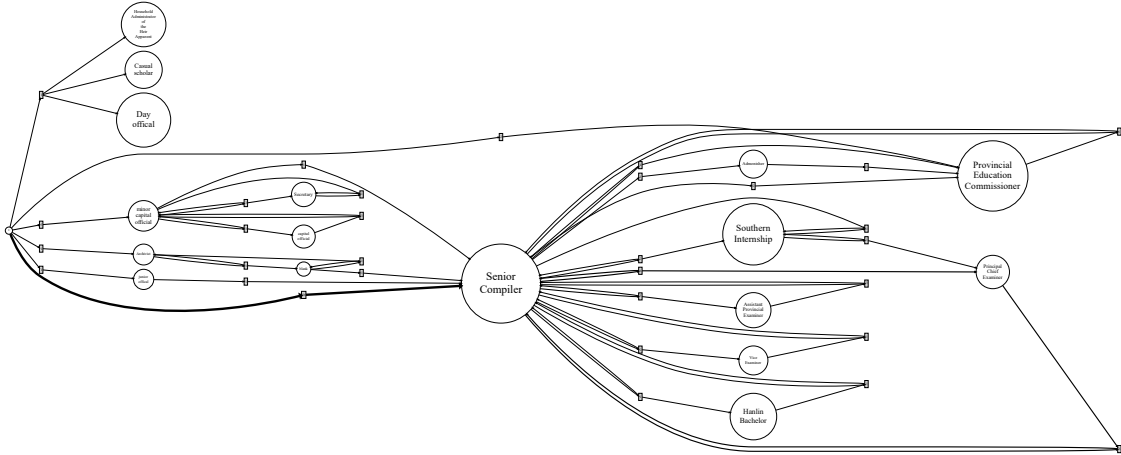 Household
Administrator
of
the
Heir
Apparent
Casual
scholar
Day
offical
minor
capital
official
Secretary
capital
official
Senior
Compiler
Southern
Internship
Assistant
Provincial
Examiner
Vice
Examiner
Hanlin
Bachelor
Provincial
Education
Commissioner
Principal
Chief
Examiner